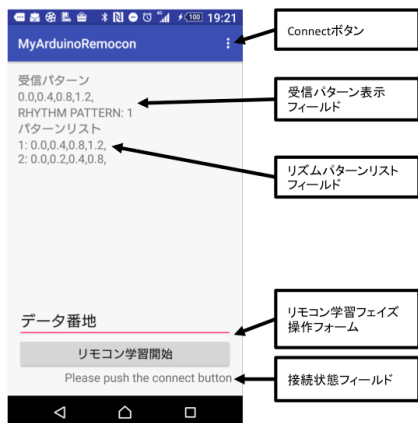 100 19:21
MyArduinoRemocon
受信パターン
0.0,0.4,0.8,1.2,
RHYTHM PATTERN: 1
パターンリスト
1: 0.0,0.4,0.8,1.2,
2: 0.0,0.2,0.4,0.8,
データ番地
リモコン学習開始
Please push the connect button
Connectボタン
受信パターン表示
フィールド
リズムパターンリスト
フィールド
リモコン学習フェイズ
操作フォーム
接続状態フィールド